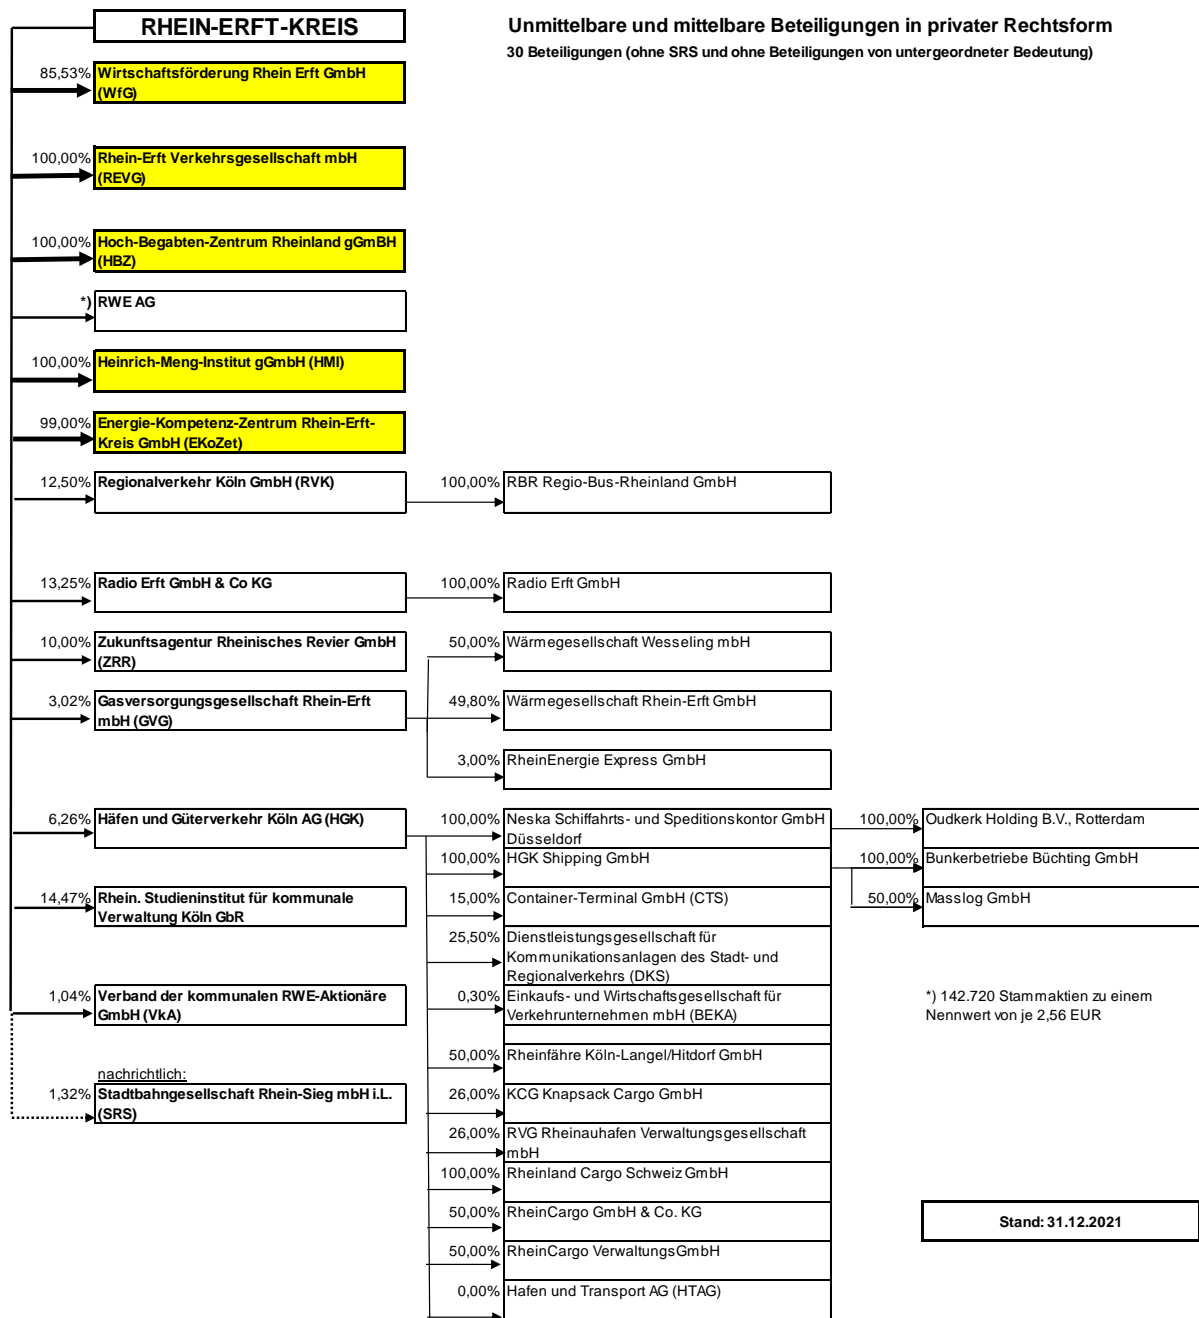 RHEIN-ERFT-KREIS
Unmittelbare und mittelbare Beteiligungen in privater Rechtsform
30 Beteiligungen (ohne SRS und ohne Beteiligungen von untergeordneter Bedeutung)
85,53% Wirtschaftsförderung Rhein Erft GmbH
(WfG)
100,00% Rhein-Erft Verkehrsgesellschaft mbH
(REVG)
100,00% Hoch-Begabten-Zentrum Rheinland gGmBH
(HBZ)
*) RWE AG
100,00% Heinrich-Meng-Institut gGmbH (HMI)
99,00% Energie-Kompetenz-Zentrum Rhein-Erft-
Kreis GmbH (EKoZet)
12,50% Regionalverkehr Köln GmbH (RVK)
100,00% RBR Regio-Bus-Rheinland GmbH
13,25% Radio Erft GmbH & Co KG
100,00% Radio Erft GmbH
10,00% Zukunftsagentur Rheinisches Revier GmbH
(ZRR)
50,00% Wärmegesellschaft Wesseling mbH
3,02% Gasversorgungsgesellschaft Rhein-Erft
mbH (GVG)
49,80% Wärmegesellschaft Rhein-Erft GmbH
3,00% RheinEnergie Express GmbH
6,26% Häfen und Güterverkehr Köln AG (HGK)
100,00% Neska Schiffahrts- und Speditionskontor GmbH
Düsseldorf
100,00% Oudkerk Holding B.V., Rotterdam
100,00% HGK Shipping GmbH
100,00% Bunkerbetriebe Büchting GmbH
14,47% Rhein. Studieninstitut für kommunale
Verwaltung Köln GbR
15,00% Container-Terminal GmbH (CTS)
50,00% Masslog GmbH
25,50% Dienstleistungsgesellschaft für
Kommunikationsanlagen des Stadt- und
Regionalverkehrs (DKS)
1,04% Verband der kommunalen RWE-Aktionäre
GmbH (VkA)
0,30% Einkaufs- und Wirtschaftsgesellschaft für
Verkehrunternehmen mbH (BEKA)
*) 142.720 Stammaktien zu einem
Nennwert von je 2,56 EUR
50,00% Rheinfähre Köln-Langel/Hitdorf GmbH
nachrichtlich:
1,32% Stadtbahngesellschaft Rhein-Sieg mbH i.L.
(SRS)
26,00% KCG Knapsack Cargo GmbH
26,00% RVG Rheinauhafen Verwaltungsgesellschaft
mbH
100,00% Rheinland Cargo Schweiz GmbH
50,00% RheinCargo GmbH & Co. KG
Stand: 31.12.2021
50,00% RheinCargo VerwaltungsGmbH
0,00% Hafen und Transport AG (HTAG)